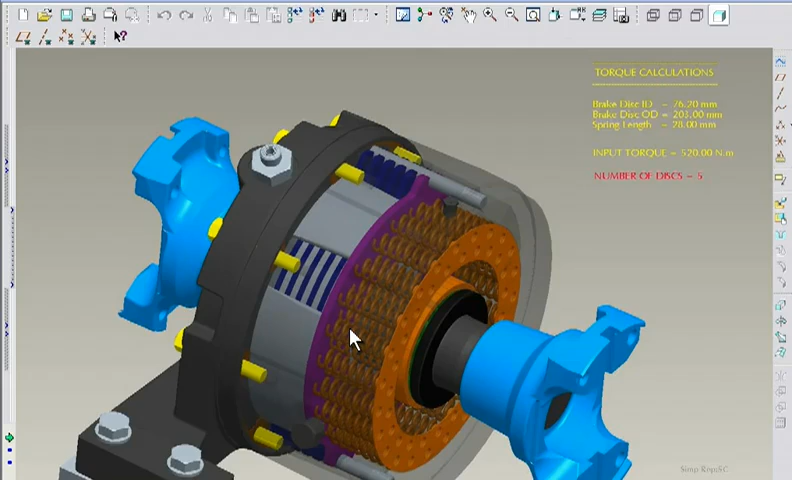 TORQUE CALCULATIONS
Brake Disc ID = 76.20 mm
Brake Disc OD = 203.00 mm
Spring Length = 28.00 mm
INPUT TORQUE = 520.00 N.m
NUMBER OF DISCS = 5